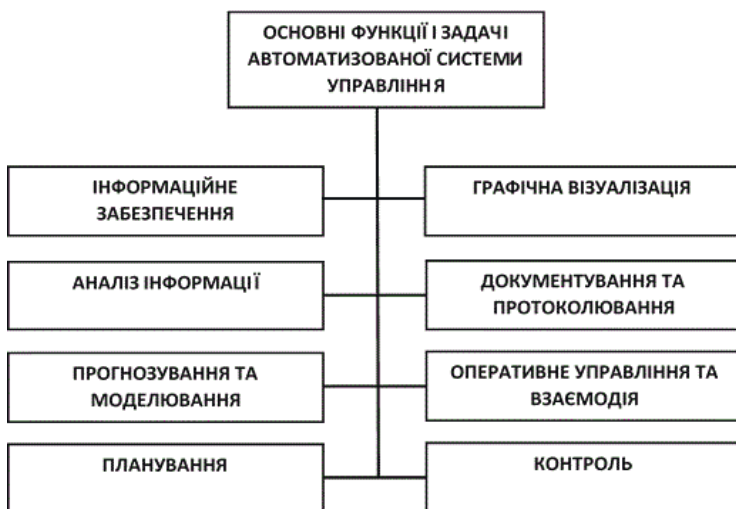 ОСНОВНІ ФУНКЦІЇ І ЗАДАЧІ
АВТОМАТИЗОВАНОЇ СИСТЕМИ
УПРАВЛІННЯ
ІНФОРМАЦІЙНЕ
ЗАБЕЗПЕЧЕННЯ
ГРАФІЧНА ВІЗУАЛІЗАЦІЯ
АНАЛІЗ ІНФОРМАЦІЇ
ДОКУМЕНТУВАННЯ ТА
ПРОТОКОЛЮВАННЯ
ПРОГНОЗУВАННЯ ТА
МОДЕЛЮВАННЯ
ОПЕРАТИВНЕ УПРАВЛІННЯ ТА
ВЗАЄМОДІЯ
ПЛАНУВАННЯ
КОНТРОЛЬ